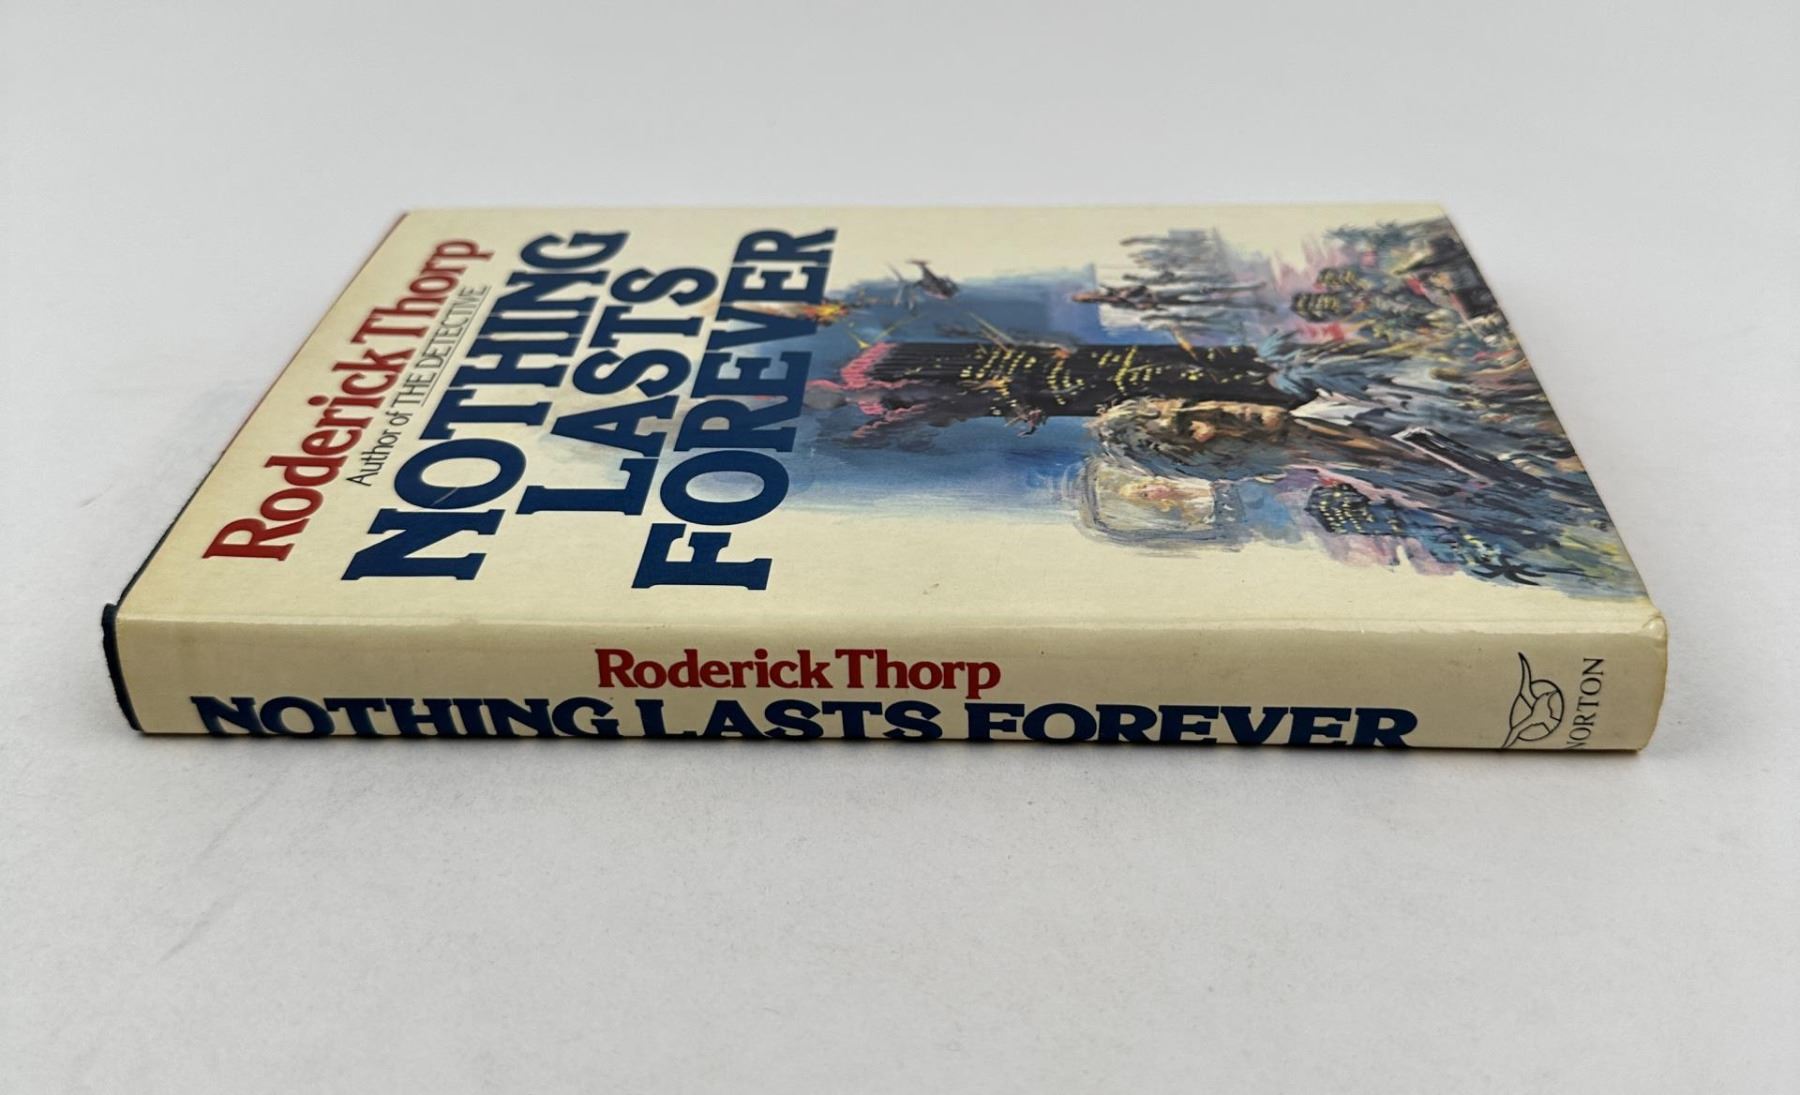 Roderick Thorp
Author of THE DETECTIVE
NOTHING
LASTS
FOREVER
Roderick Thorp
NOTHING LASTS FOREVER
NORTON